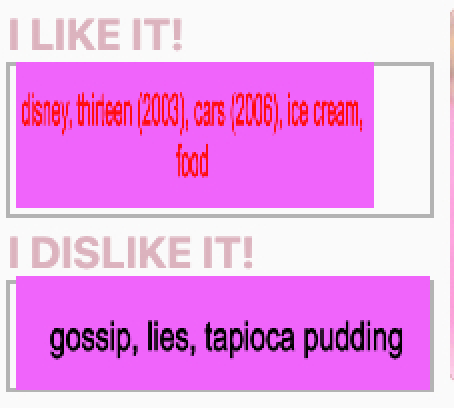 I LIKE IT!
disney, thirteen (2003), cars (2006), ice cream,
food
I DISLIKE IT!
gossip, lies, tapioca pudding